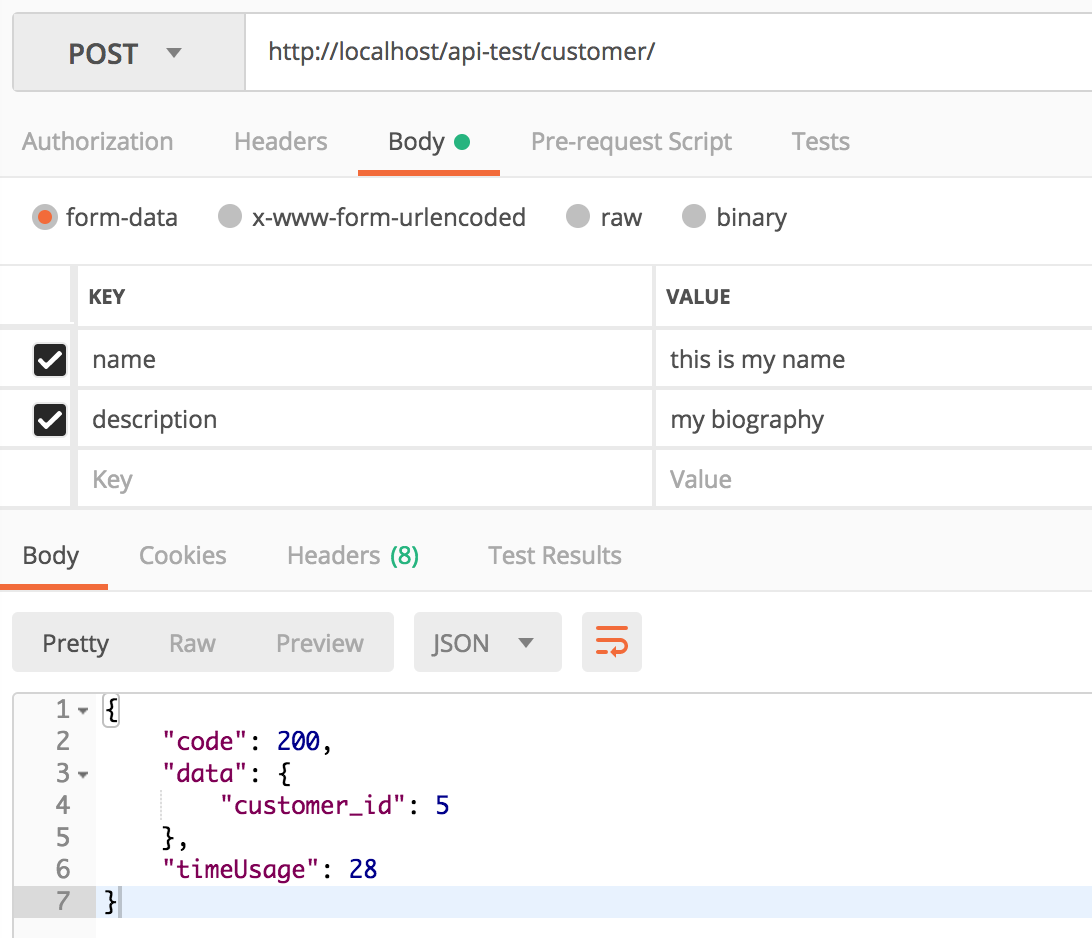 POST http://localhost/api-test/customer/
Authorization Headers Body Pre-request Script Tests
form-data x-www-form-urlencoded raw binary
KEY VALUE
name this is my name
description my biography
Key Value
Body Cookies Headers (8) Test Results
Pretty Raw Preview JSON
1 {
2 "code": 200,
3 "data": {
4 "customer_id": 5
5 },
6 "timeUsage": 28
7 }